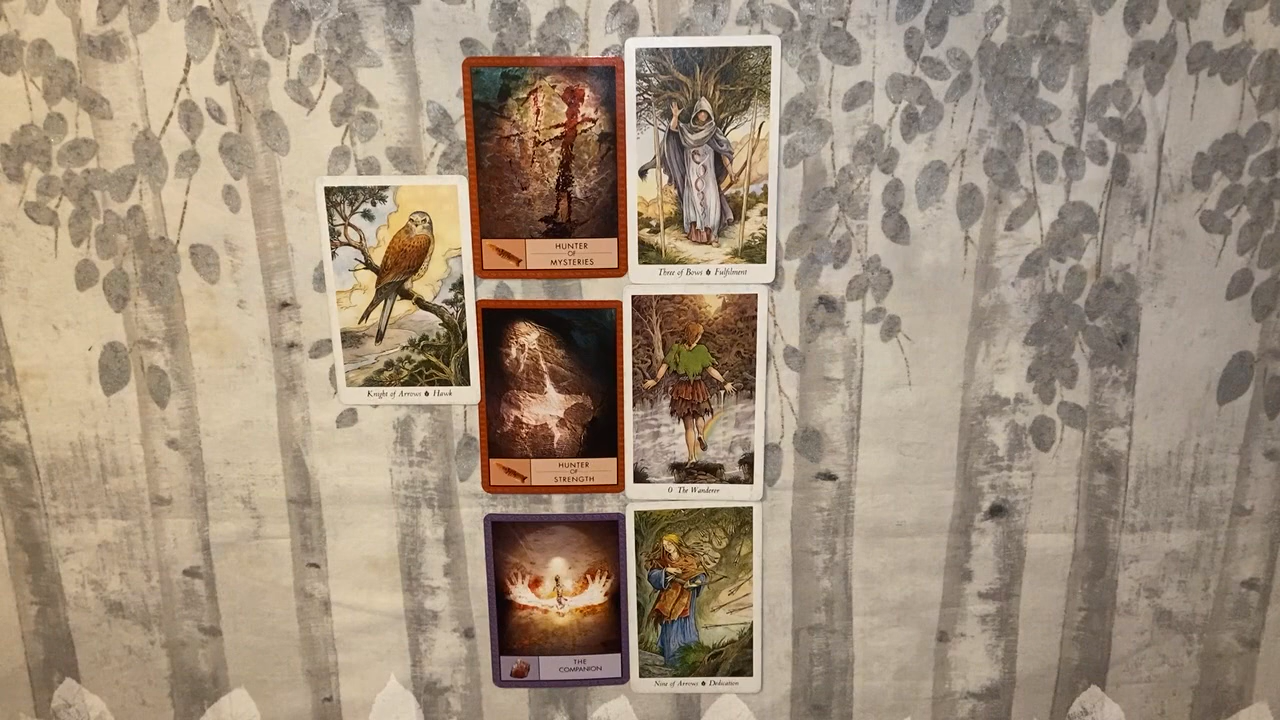 HUNTER
OF
MYSTERIES
Three of Bows Fulfilment
Knight of Arrows Hawk
HUNTER
OF
STRENGTH
0 The Wanderer
THE
COMPANION
Nine of Arrows Dedication